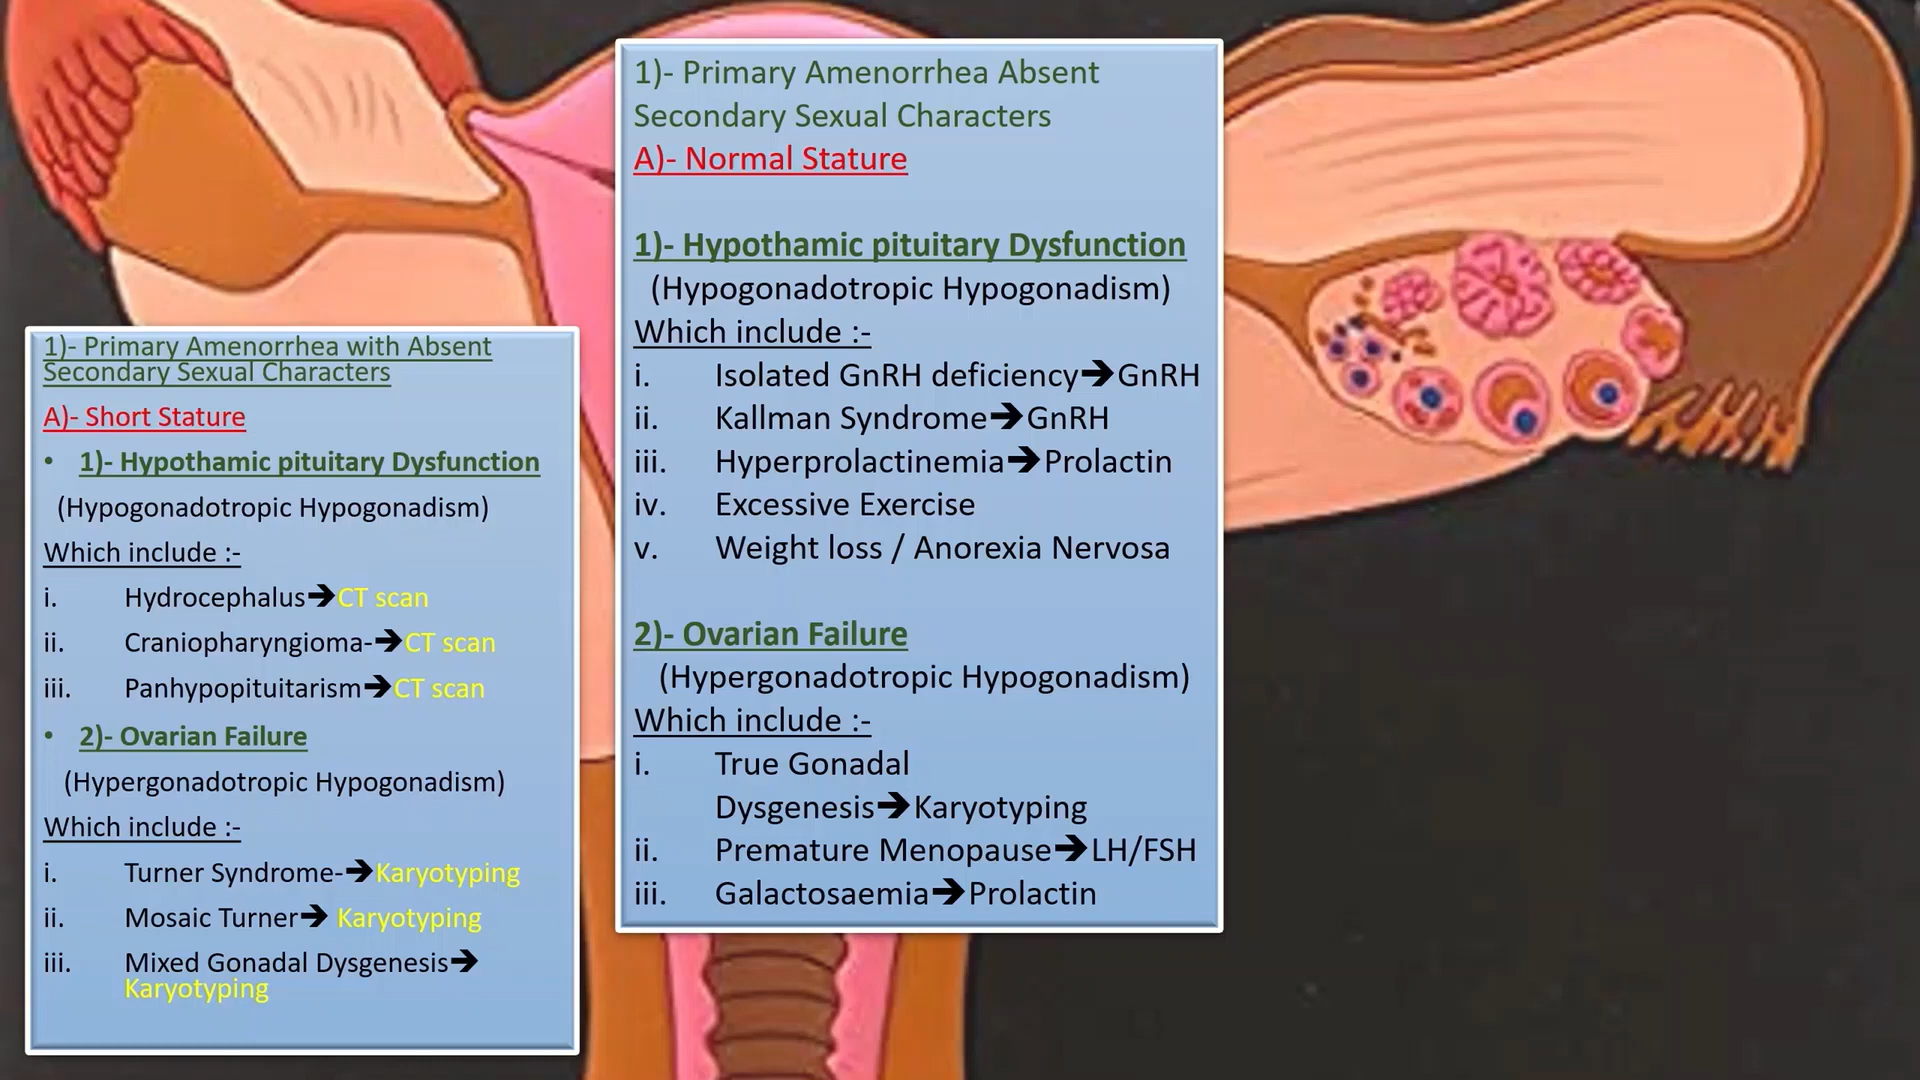 1)- Primary Amenorrhea with Absent
Secondary Sexual Characters
A)- Short Stature
• 1)- Hypothamic pituitary Dysfunction
(Hypogonadotropic Hypogonadism)
Which include :-
i. Hydrocephalus➔CT scan
ii. Craniopharyngioma-➔CT scan
iii. Panhypopituitarism➔CT scan
• 2)- Ovarian Failure
(Hypergonadotropic Hypogonadism)
Which include :-
i. Turner Syndrome-➔Karyotyping
ii. Mosaic Turner➔ Karyotyping
iii. Mixed Gonadal Dysgenesis➔
Karyotyping
1)- Primary Amenorrhea Absent
Secondary Sexual Characters
A)- Normal Stature
1)- Hypothamic pituitary Dysfunction
(Hypogonadotropic Hypogonadism)
Which include :-
i. Isolated GnRH deficiency➔GnRH
ii. Kallman Syndrome➔GnRH
iii. Hyperprolactinemia➔Prolactin
iv. Excessive Exercise
v. Weight loss / Anorexia Nervosa
2)- Ovarian Failure
(Hypergonadotropic Hypogonadism)
Which include :-
i. True Gonadal
Dysgenesis➔Karyotyping
ii. Premature Menopause➔LH/FSH
iii. Galactosaemia➔Prolactin